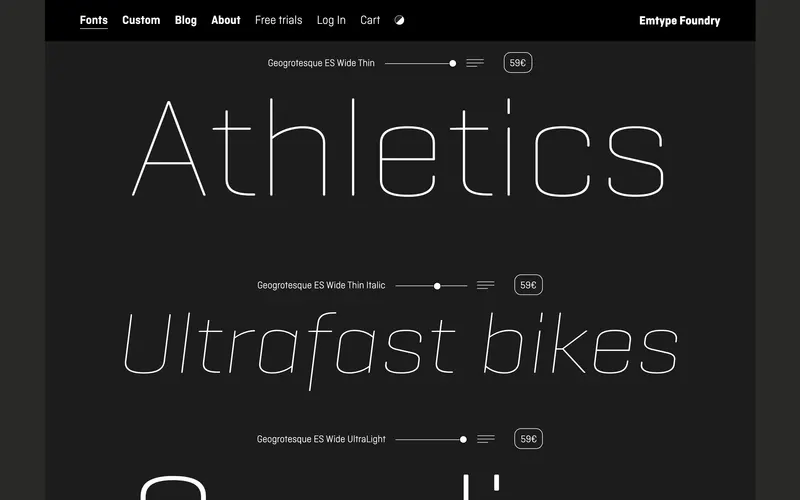 Fonts Custom Blog About Free trials Log In Cart Emtype Foundry
Geogrotesque ES Wide Thin 59€
Athletics
Geogrotesque ES Wide Thin Italic 59€
Ultrafast bikes
Geogrotesque ES Wide UltraLight 59€